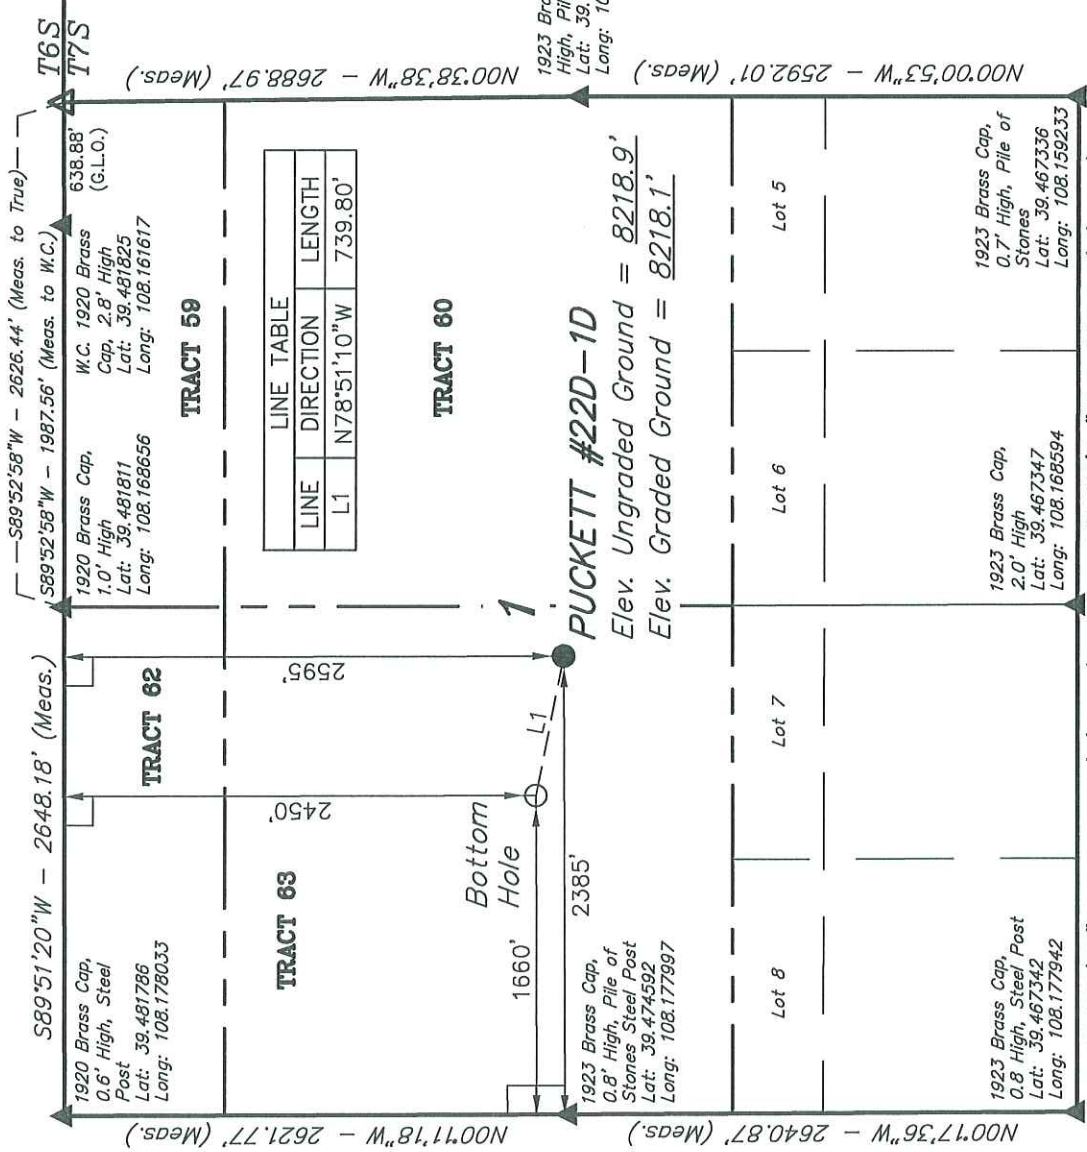 T6S
T7S
S89°52'58"W - 2626.44' (Meas. to True)
S89°52'58"W - 1987.56' (Meas. to W.C.)
S89°51'20"W - 2648.18' (Meas.)
638.88'
(G.L.O.)
1920 Brass Cap,
0.6' High, Steel
Post
Lat: 39.481786
Long: 108.178033
1920 Brass Cap,
1.0' High
Lat: 39.481811
Long: 108.168656
W.C. 1920 Brass
Cap, 2.8' High
Lat: 39.481825
Long: 108.161617
TRACT 62
TRACT 59
TRACT 63
TRACT 60
2595'
2450'
LINE TABLE
LINE DIRECTION LENGTH
L1 N78°51'10"W 739.80'
N00°11'18"W - 2621.77' (Meas.)
N00°38'38"W - 2688.97' (Meas.)
Bottom
Hole
L1
1
1660'
2385'
PUCKETT #22D-1D
Elev. Ungraded Ground = 8218.9'
Elev. Graded Ground = 8218.1'
1923 Brass Cap,
0.8' High, Pile of
Stones Steel Post
Lat: 39.474592
Long: 108.177997
1923 Bra
High, Pil
Lat: 39.
Long: 10
N00°17'36"W - 2640.87' (Meas.)
N00°00'53"W - 2592.01' (Meas.)
Lot 8
Lot 7
Lot 6
Lot 5
1923 Brass Cap,
0.8 High, Steel Post
Lat: 39.467342
Long: 108.177942
1923 Brass Cap,
2.0' High
Lat: 39.467347
Long: 108.168594
1923 Brass Cap,
0.7' High, Pile of
Stones
Lat: 39.467336
Long: 108.159233